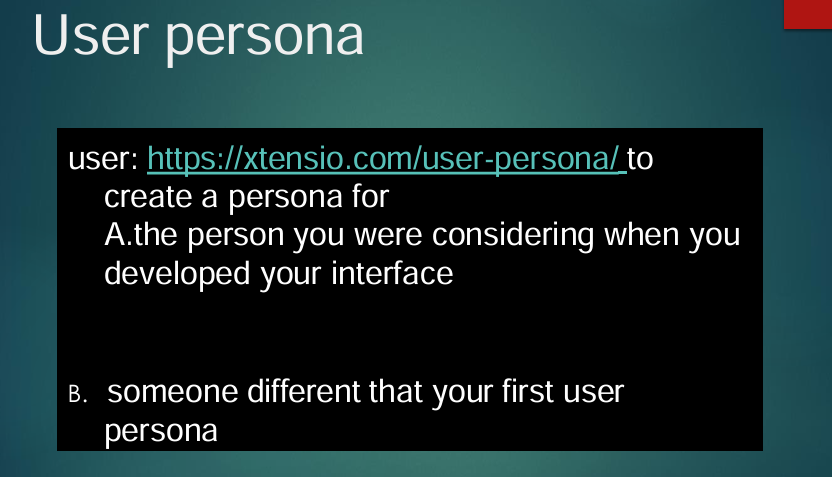 User persona
user: https://xtensio.com/user-persona/ to
create a persona for
A.the person you were considering when you
developed your interface
B. someone different that your first user
persona